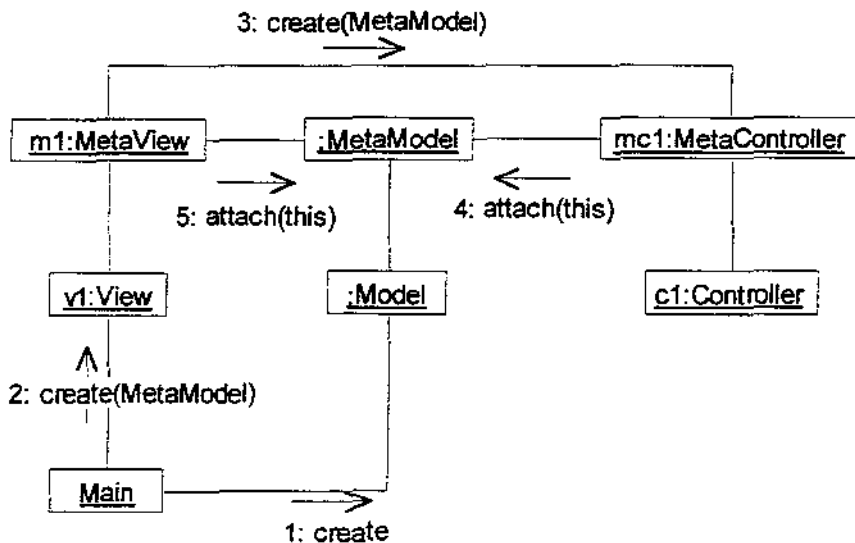 3: create(MetaModel)
m1:MetaView
:MetaModel
mc1:MetaController
5: attach(this)
4: attach(this)
v1:View
:Model
c1:Controller
2: create(MetaModel)
Main
1: create